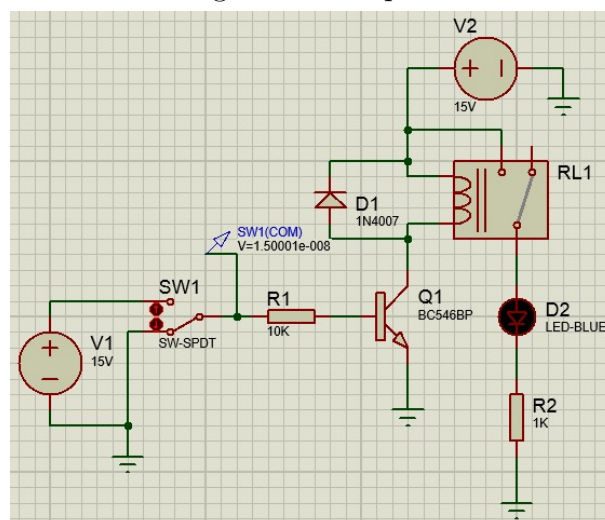 V2
+
15V
RL1
D1
1N4007
SW1(COM)
V=1.50001e-008
SW1
R1
Q1
BC546BP
D2
LED-BLUE
V1
15V
SW-SPDT
10K
R2
1K